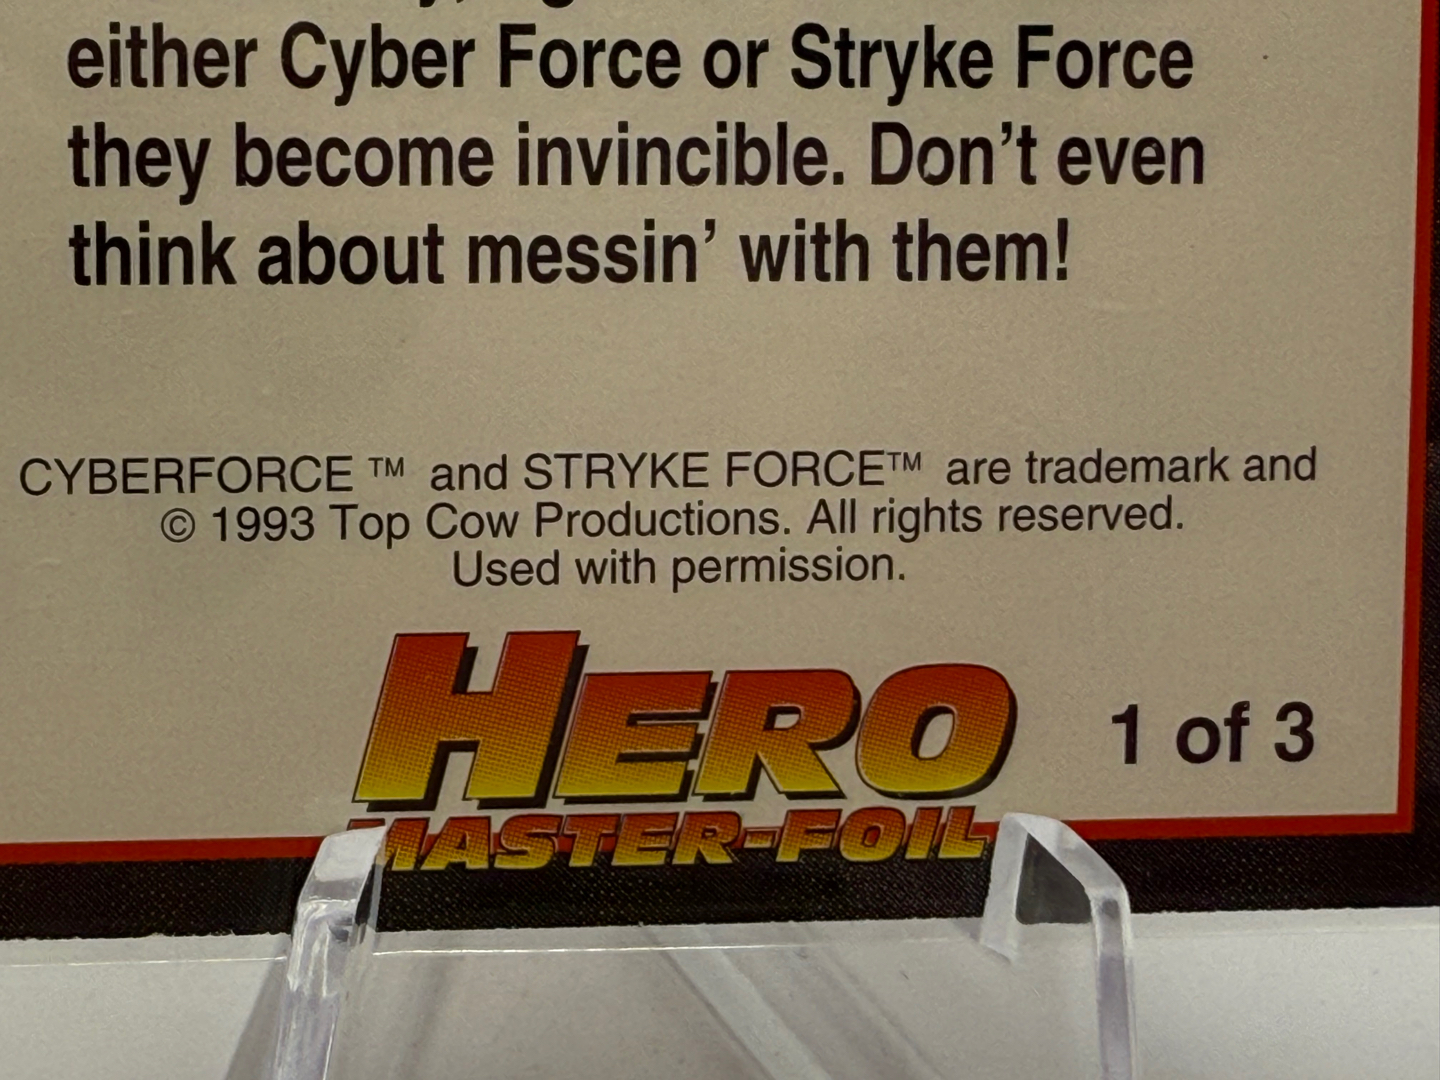 either Cyber Force or Stryke Force
they become invincible. Don't even
think about messin' with them!
CYBERFORCE ™ and STRYKE FORCE™ are trademark and
© 1993 Top Cow Productions. All rights reserved.
Used with permission.
HERO
MASTER-FOIL
1 of 3